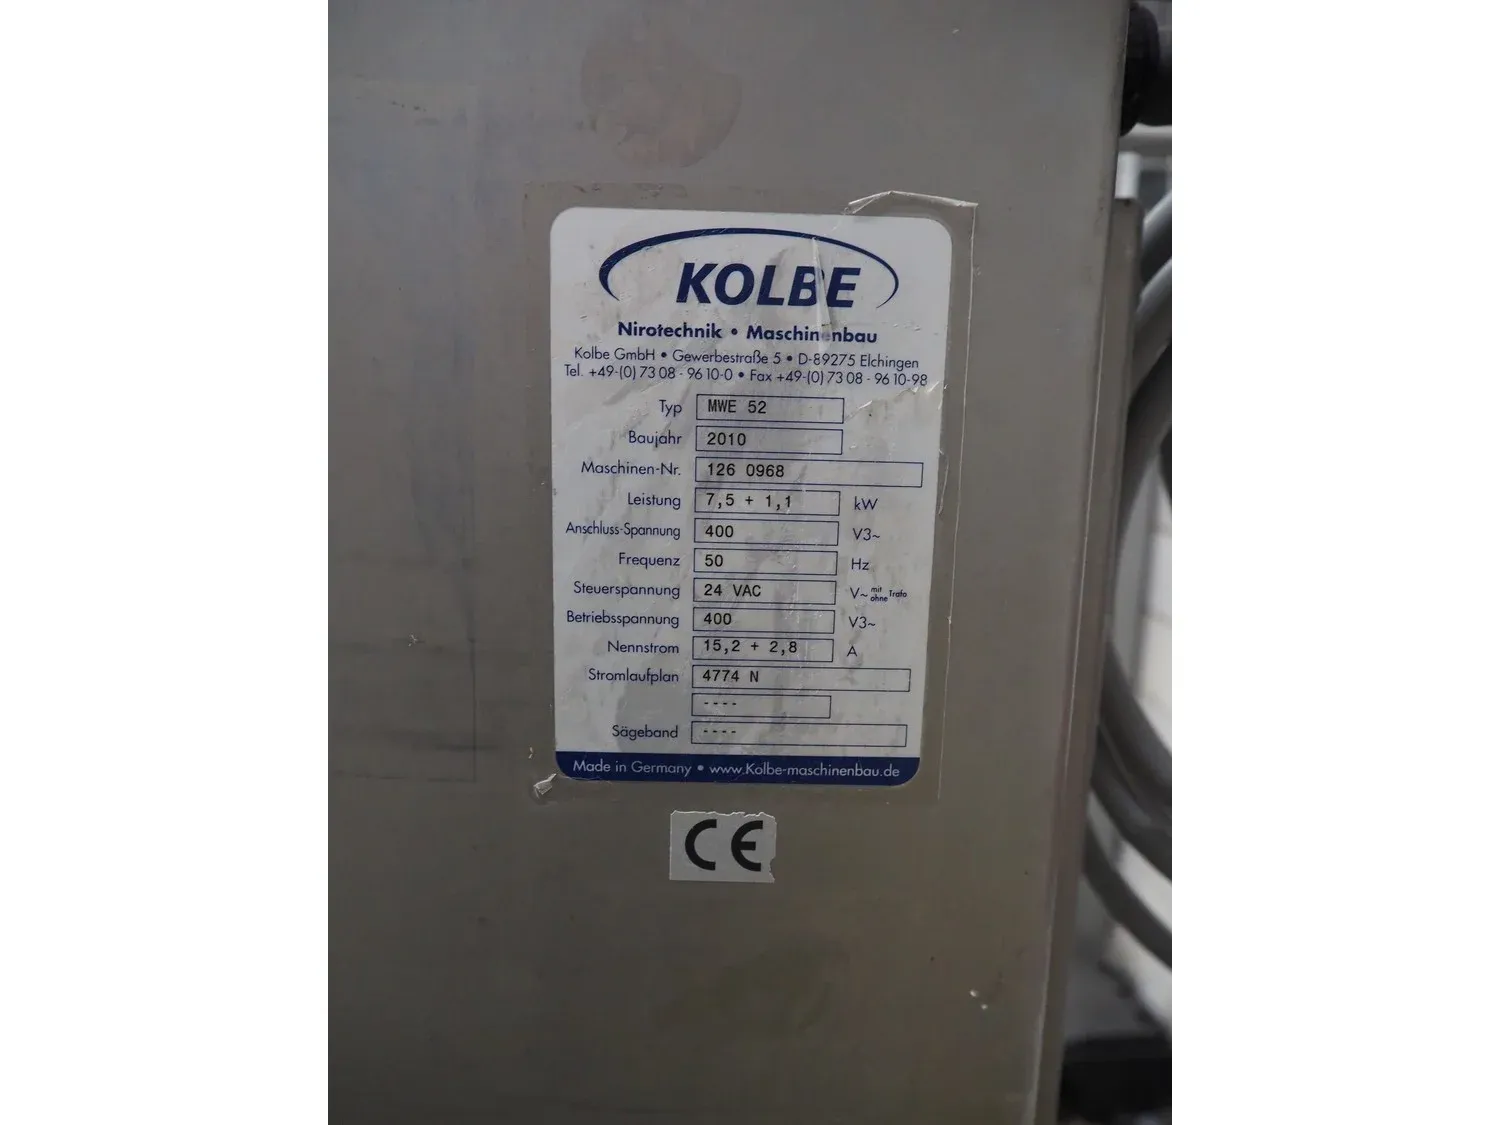 KOLBE
Nirotechnik • Maschinenbau
Kolbe GmbH • Gewerbestraße 5 • D-89275 Elchingen
Tel. +49-(0) 73 08 - 96 10-0 • Fax +49-(0) 73 08 - 96 10-98
Typ MWE 52
Baujahr 2010
Maschinen-Nr. 126 0968
Leistung 7,5 + 1,1 kW
Anschluss-Spannung 400 V3~
Frequenz 50 Hz
Steuerspannung 24 VAC V~ mit ohne Trafo
Betriebsspannung 400 V3~
Nennstrom 15,2 + 2,8 A
Stromlaufplan 4774 N
----
Sägeband ----
Made in Germany • www.Kolbe-maschinenbau.de
CE